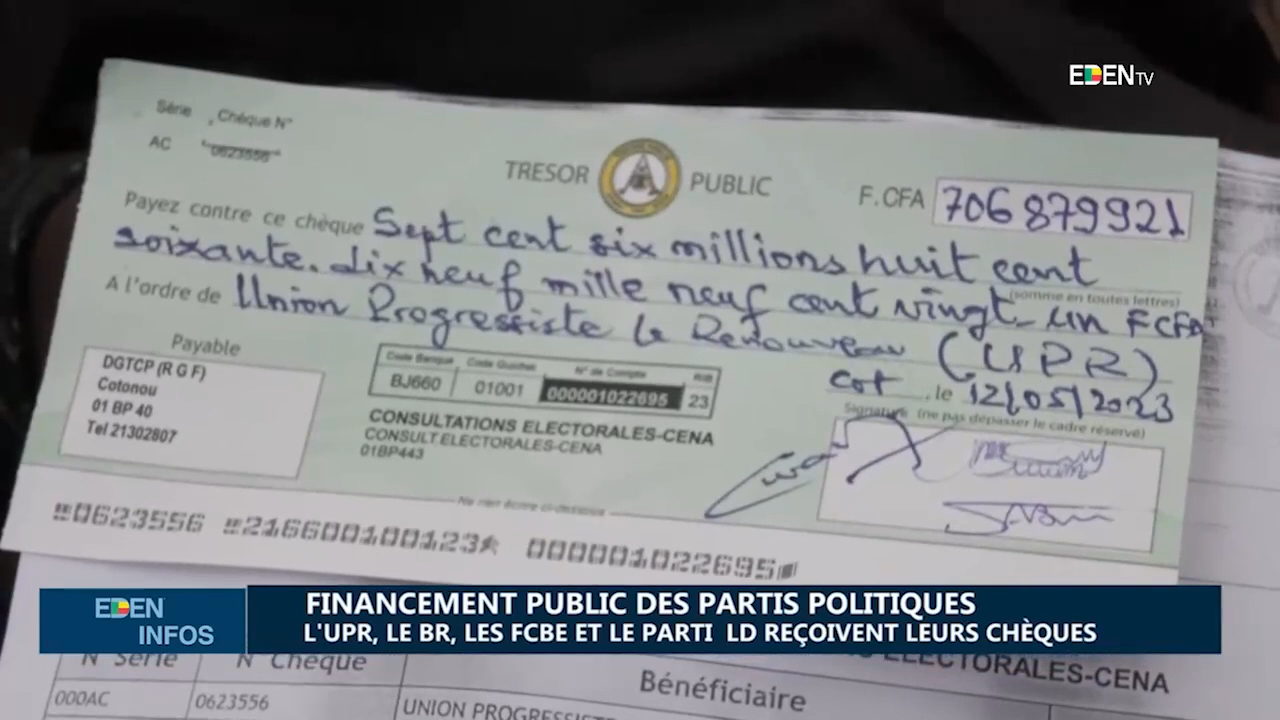 EDEN TV
Série Chèque N°
AC 0623556
TRESOR PUBLIC
F.CFA 706 879 921
Payez contre ce chèque Sept cent six millions huit cent
soixante-dix neuf mille neuf cent vingt-un FCFA
(somme en toutes lettres)
A l'ordre de Union Progressiste le Renouveau (UPR)
Cot, le 12/05/2023
Payable
DGTCP (R G F)
Cotonou
01 BP 40
Tel 21302807
Code Banque Code Guichet N° de Compte RIB
BJ660 01001 000001022695 23
CONSULTATIONS ELECTORALES-CENA
CONSULT.ELECTORALES-CENA
01BP443
Signature (ne pas dépasser le cadre réservé)
Ne rien écrire ci-dessous
0623556 216600100123 000001022695
EDEN INFOS
FINANCEMENT PUBLIC DES PARTIS POLITIQUES
L'UPR, LE BR, LES FCBE ET LE PARTI LD REÇOIVENT LEURS CHÈQUES
ELECTORALES-CENA
N° Série N° Chèque Bénéficiaire
000AC 0623556 UNION PROGRESSIS